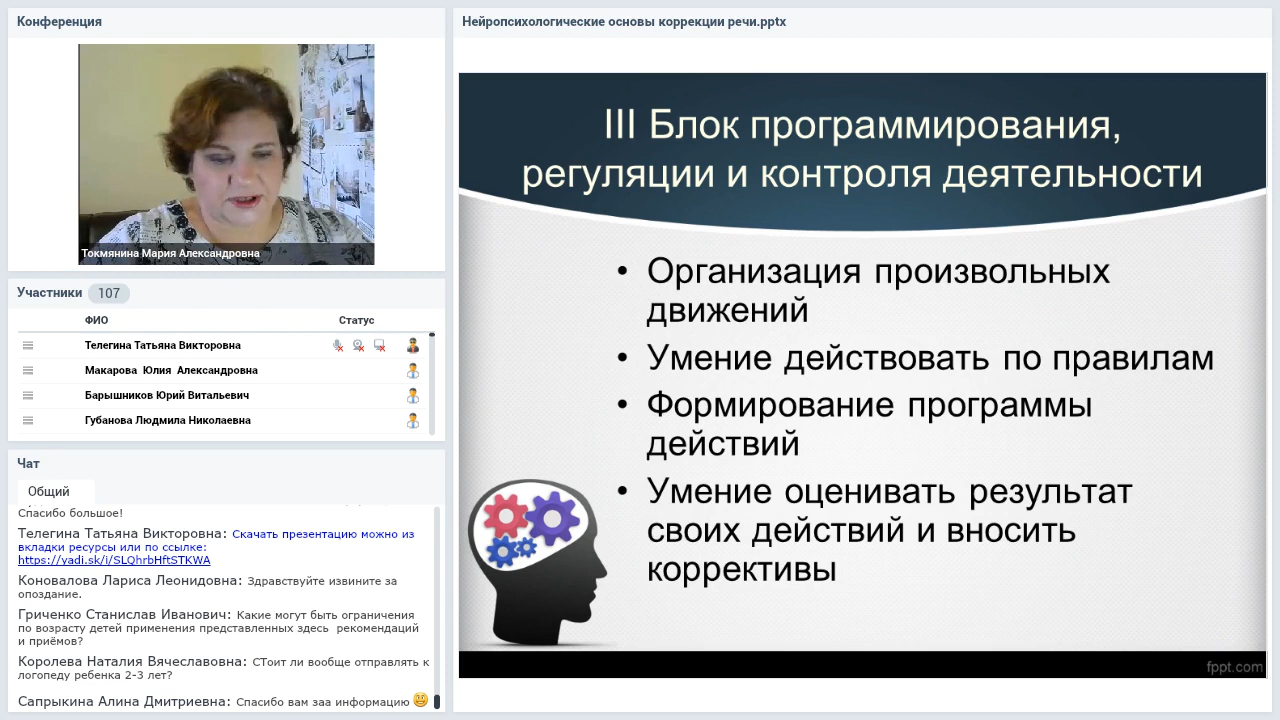 Конференция
Токмянина Мария Александровна
Участники 107
ФИО Статус
Телегина Татьяна Викторовна
Макарова Юлия Александровна
Барышников Юрий Витальевич
Губанова Людмила Николаевна
Чат
Общий
Спасибо большое!
Телегина Татьяна Викторовна: Скачать презентацию можно из
вкладки ресурсы или по ссылке:
https://yadi.sk/i/SLQhrbHftSTKWA
Коновалова Лариса Леонидовна: Здравствуйте извините за
опоздание.
Гриченко Станислав Иванович: Какие могут быть ограничения
по возрасту детей применения представленных здесь рекомендаций
и приёмов?
Королева Наталия Вячеславовна: СТоит ли вообще отправлять к
логопеду ребенка 2-3 лет?
Сапрыкина Алина Дмитриевна: Спасибо вам заа информацию
Нейропсихологические основы коррекции речи.pptx
III Блок программирования,
регуляции и контроля деятельности
• Организация произвольных
движений
• Умение действовать по правилам
• Формирование программы
действий
• Умение оценивать результат
своих действий и вносить
коррективы
fppt.com